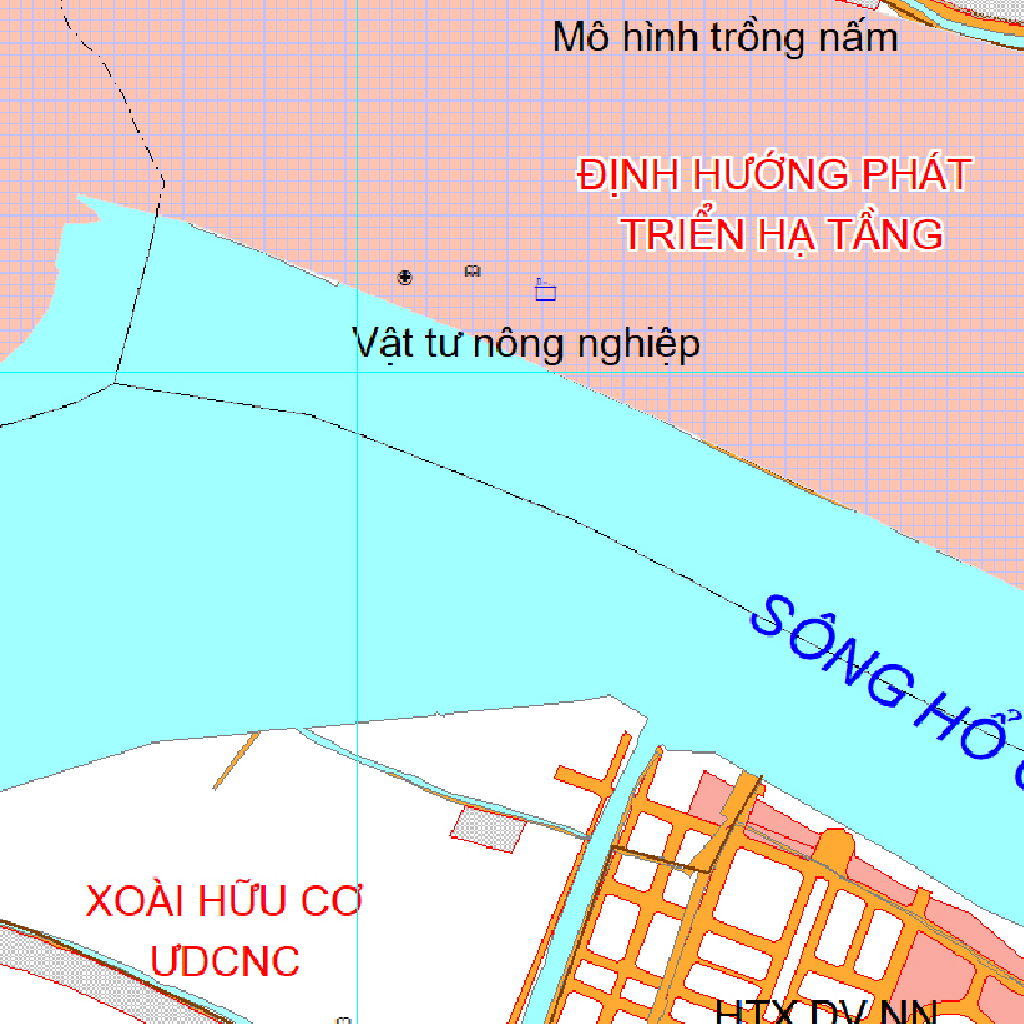 Mô hình trồng nấm
ĐỊNH HƯỚNG PHÁT
TRIỂN HẠ TẦNG
Vật tư nông nghiệp
SÔNG HỔ
XOÀI HỮU CƠ
ƯDCNC
HTX DV NN